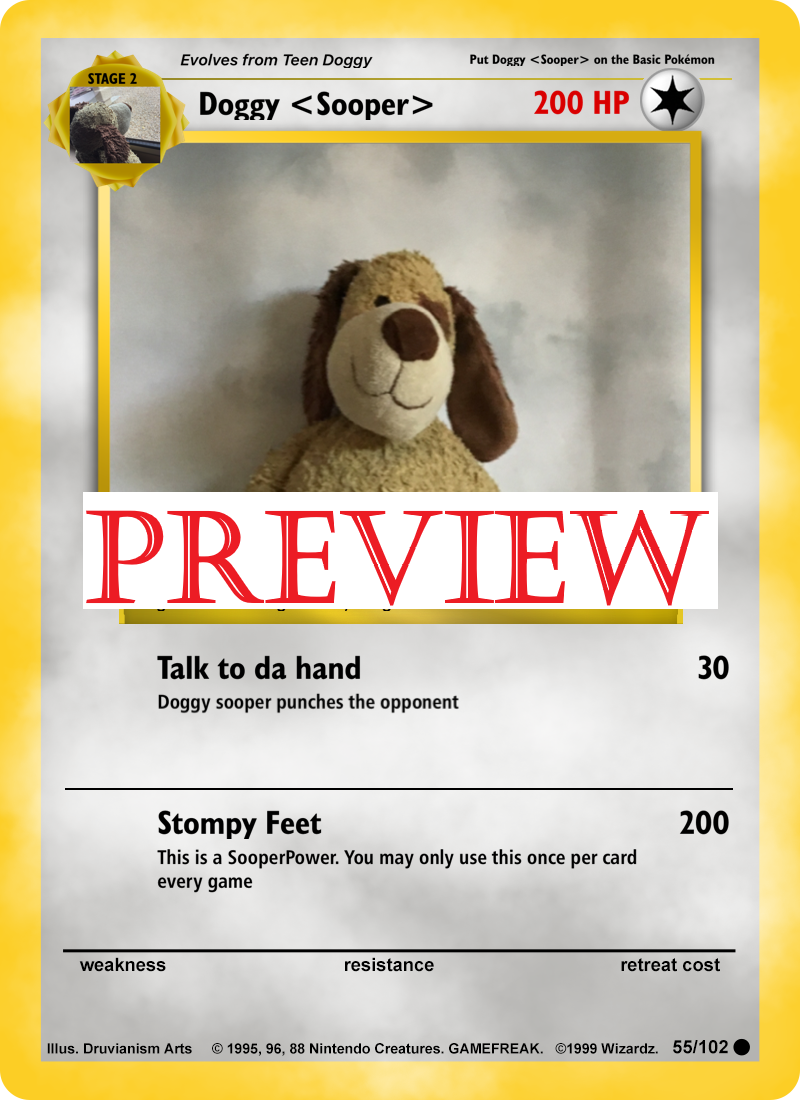 Evolves from Teen Doggy
Put Doggy <Sooper> on the Basic Pokémon
STAGE 2
Doggy <Sooper>
200 HP
PREVIEW
Talk to da hand
30
Doggy sooper punches the opponent
Stompy Feet
200
This is a SooperPower. You may only use this once per card
every game
weakness
resistance
retreat cost
Illus. Druvianism Arts
© 1995, 96, 88 Nintendo Creatures. GAMEFREAK.
©1999 Wizardz.
55/102